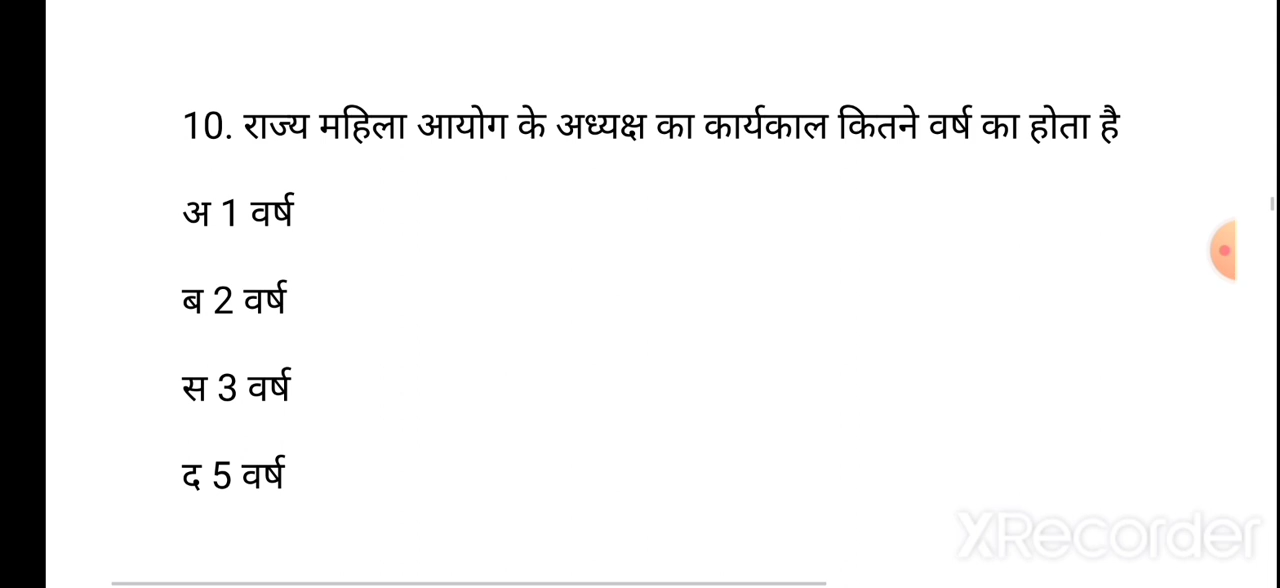 10. राज्य महिला आयोग के अध्यक्ष का कार्यकाल कितने वर्ष का होता है
अ 1 वर्ष
ब 2 वर्ष
स 3 वर्ष
द 5 वर्ष
XRecorder